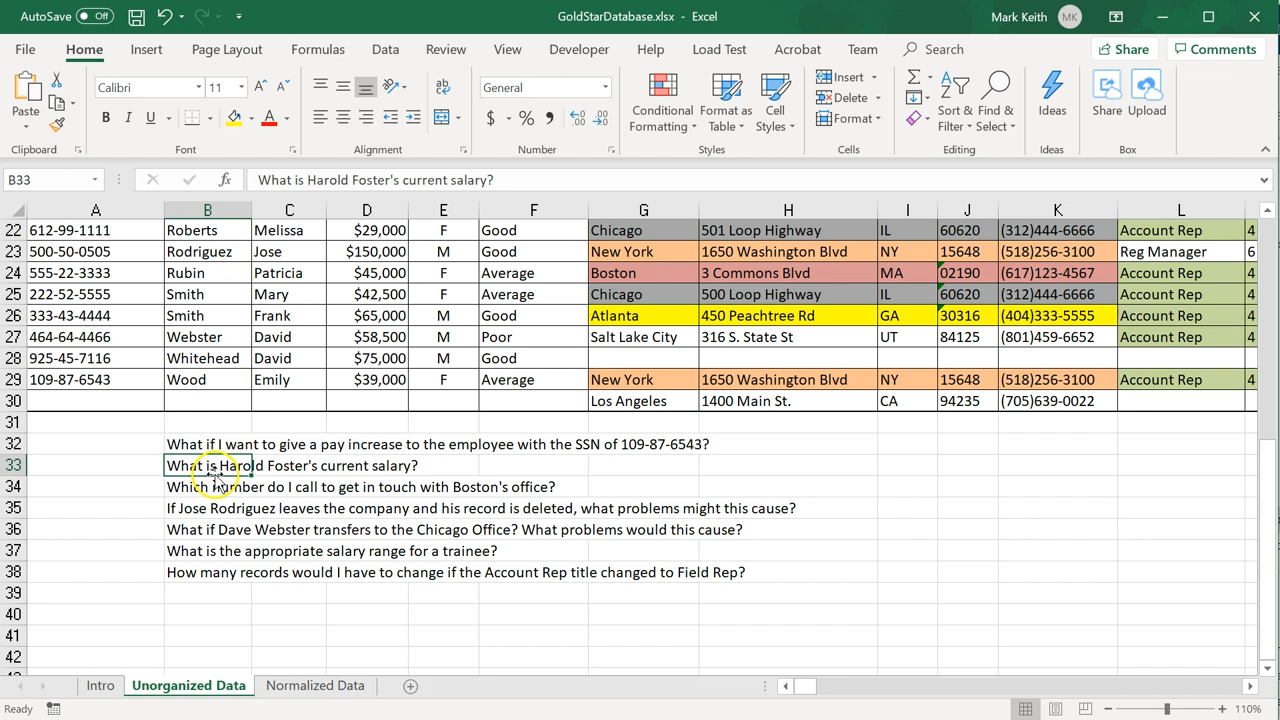 AutoSave Off GoldStarDatabase.xlsx - Excel Mark Keith MK
File Home Insert Page Layout Formulas Data Review View Developer Help Load Test Acrobat Team Search Share Comments
Paste Calibri 11 General Conditional Formatting Format as Table Cell Styles Insert Delete Format Sort & Filter Find & Select Ideas Share Upload
B I U A $ % 9
Clipboard Font Alignment Number Styles Cells Editing Ideas Box
B33 fx What is Harold Foster's current salary?
A B C D E F G H I J K L
22 612-99-1111 Roberts Melissa $29,000 F Good Chicago 501 Loop Highway IL 60620 (312)444-6666 Account Rep 4
23 500-50-0505 Rodriguez Jose $150,000 M Good New York 1650 Washington Blvd NY 15648 (518)256-3100 Reg Manager 6
24 555-22-3333 Rubin Patricia $45,000 F Average Boston 3 Commons Blvd MA 02190 (617)123-4567 Account Rep 4
25 222-52-5555 Smith Mary $42,500 F Average Chicago 500 Loop Highway IL 60620 (312)444-6666 Account Rep 4
26 333-43-4444 Smith Frank $65,000 M Good Atlanta 450 Peachtree Rd GA 30316 (404)333-5555 Account Rep 4
27 464-64-4466 Webster David $58,500 M Poor Salt Lake City 316 S. State St UT 84125 (801)459-6652 Account Rep 4
28 925-45-7116 Whitehead David $75,000 M Good
29 109-87-6543 Wood Emily $39,000 F Average New York 1650 Washington Blvd NY 15648 (518)256-3100 Account Rep 4
30 Los Angeles 1400 Main St. CA 94235 (705)639-0022
31
32 What if I want to give a pay increase to the employee with the SSN of 109-87-6543?
33 What is Harold Foster's current salary?
34 Which number do I call to get in touch with Boston's office?
35 If Jose Rodriguez leaves the company and his record is deleted, what problems might this cause?
36 What if Dave Webster transfers to the Chicago Office? What problems would this cause?
37 What is the appropriate salary range for a trainee?
38 How many records would I have to change if the Account Rep title changed to Field Rep?
39
40
41
42
Intro Unorganized Data Normalized Data
Ready 110%